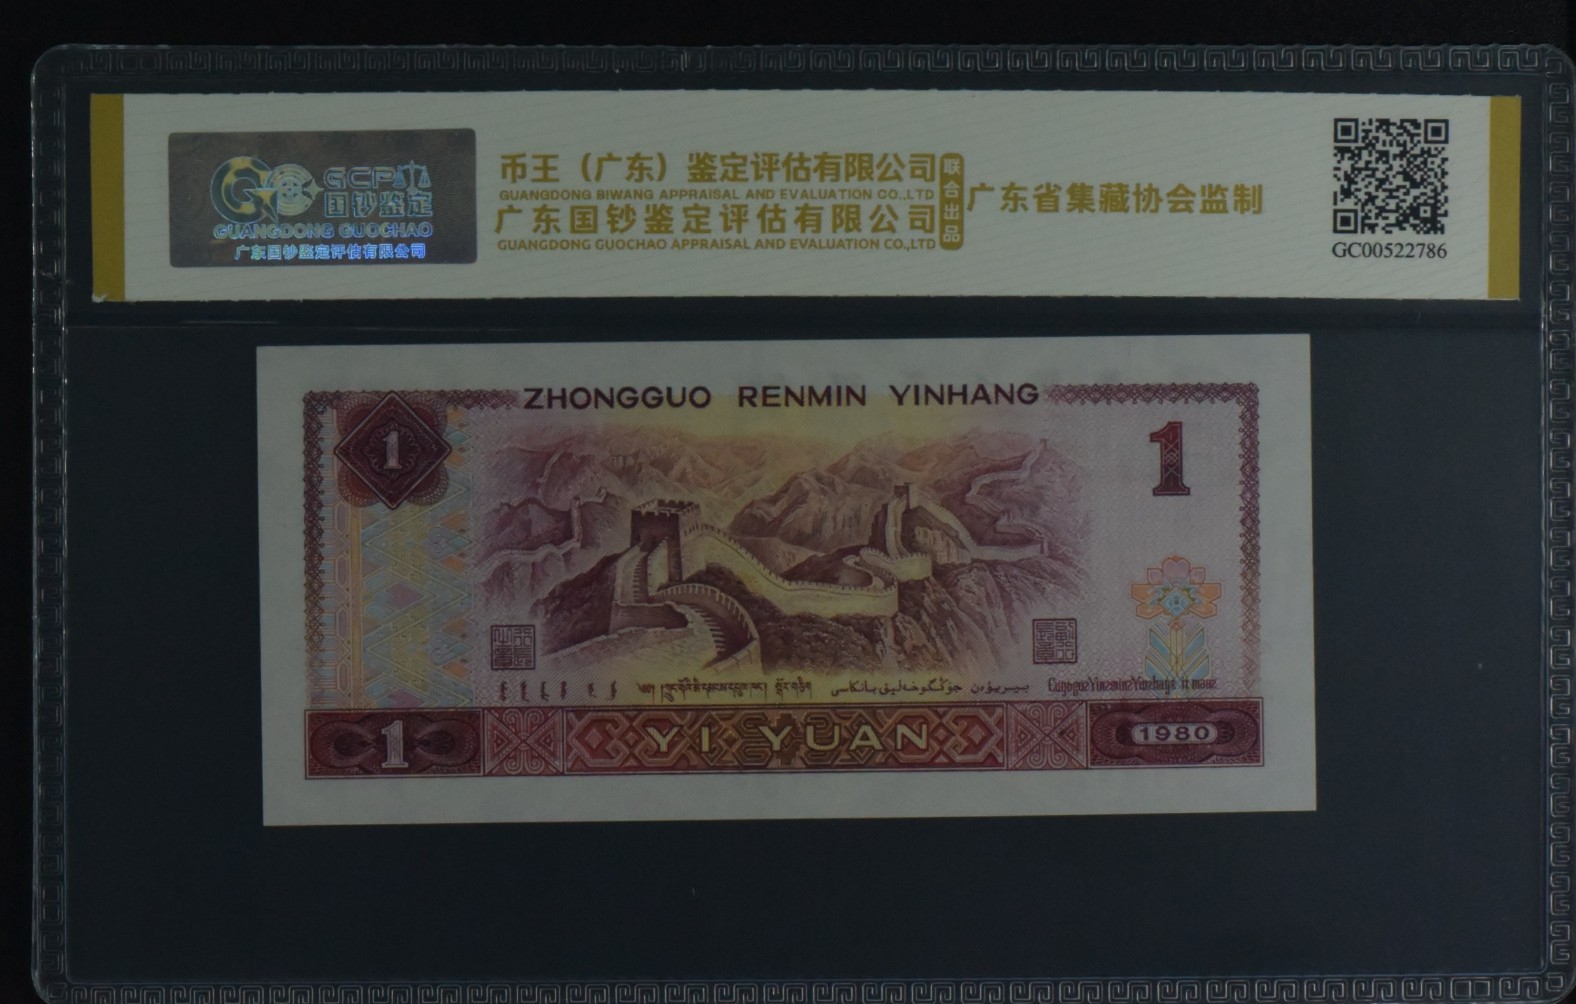 GCP
国钞鉴定
GUANGDONG GUOCHAO
广东国钞鉴定评估有限公司
币王（广东）鉴定评估有限公司
GUANGDONG BIWANG APPRAISAL AND EVALUATION CO.,LTD
广东国钞鉴定评估有限公司
GUANGDONG GUOCHAO APPRAISAL AND EVALUATION CO.,LTD
联合出品
广东省集藏协会监制
GC00522786
ZHONGGUO RENMIN YINHANG
1
1
1
YI YUAN
1980